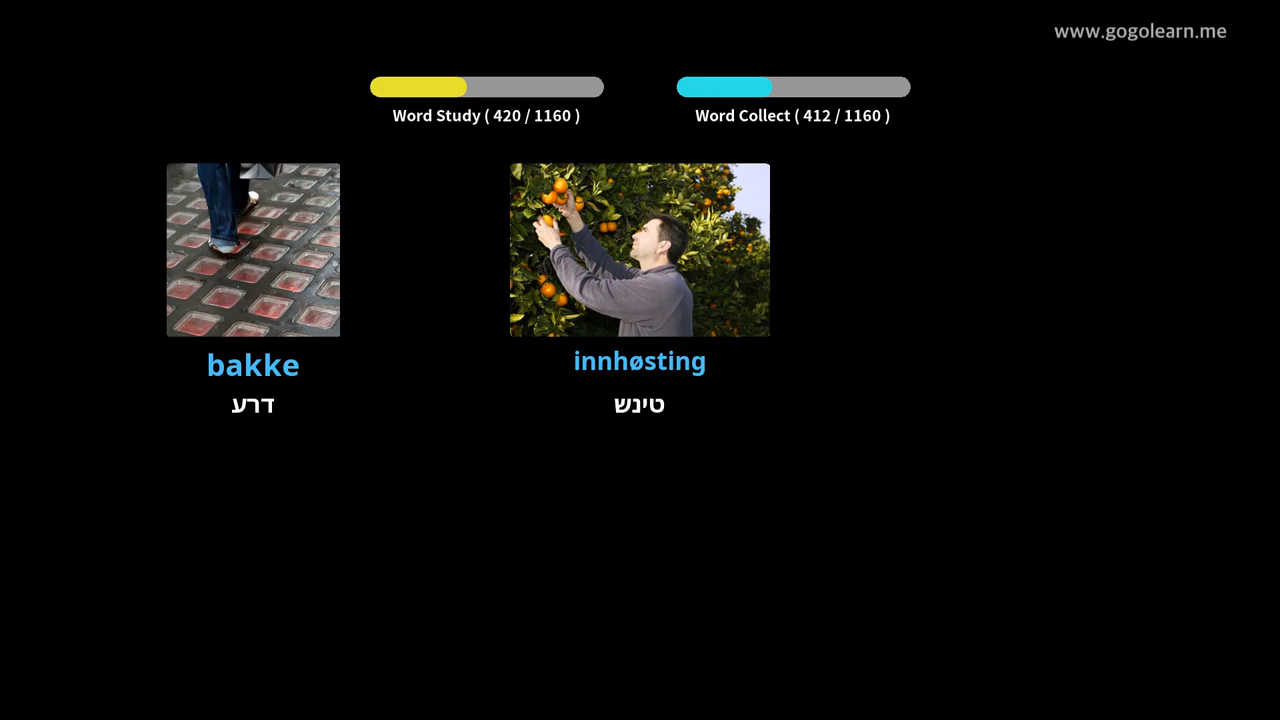 www.gogolearn.me
Word Study ( 420 / 1160 )
Word Collect ( 412 / 1160 )
bakke
דרע
innhøsting
טינש